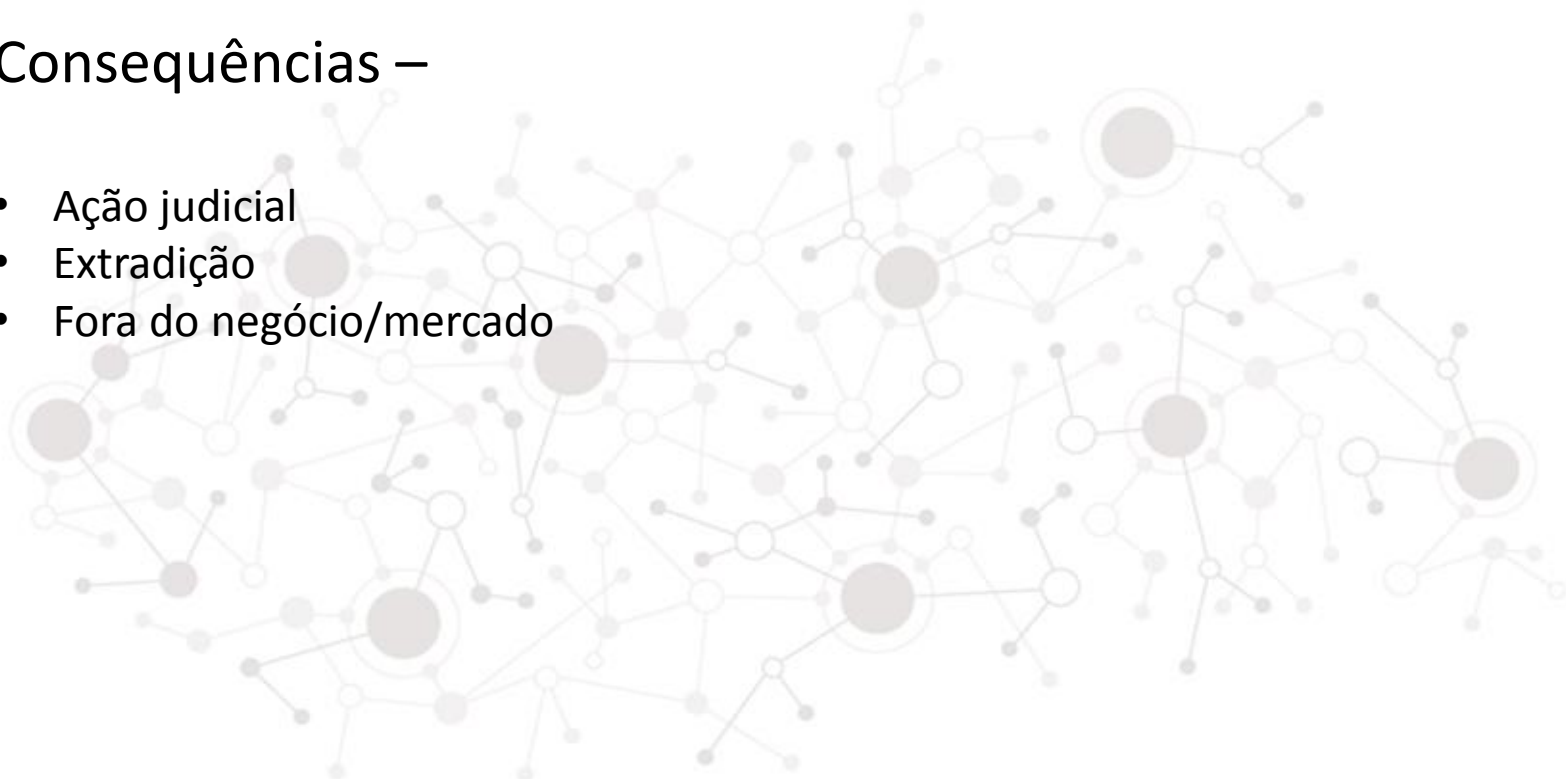 Consequências –
• Ação judicial
• Extradição
• Fora do negócio/mercado